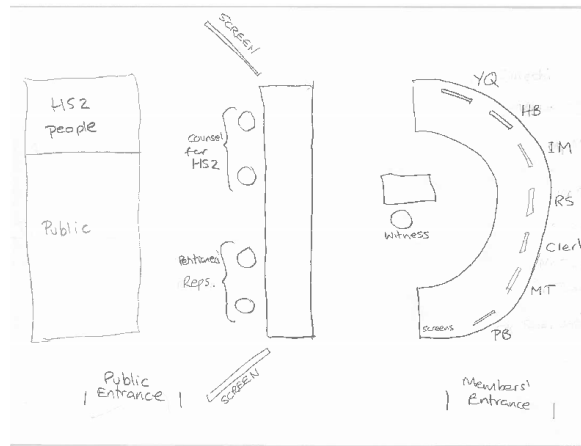 SCREEN
HS2
people
Public
Counsel
for
HS2
Petitioners'
Reps.
SCREEN
Public
Entrance
YQ
HB
IM
RS
Clerk
MT
PB
Witness
screens
Members'
Entrance